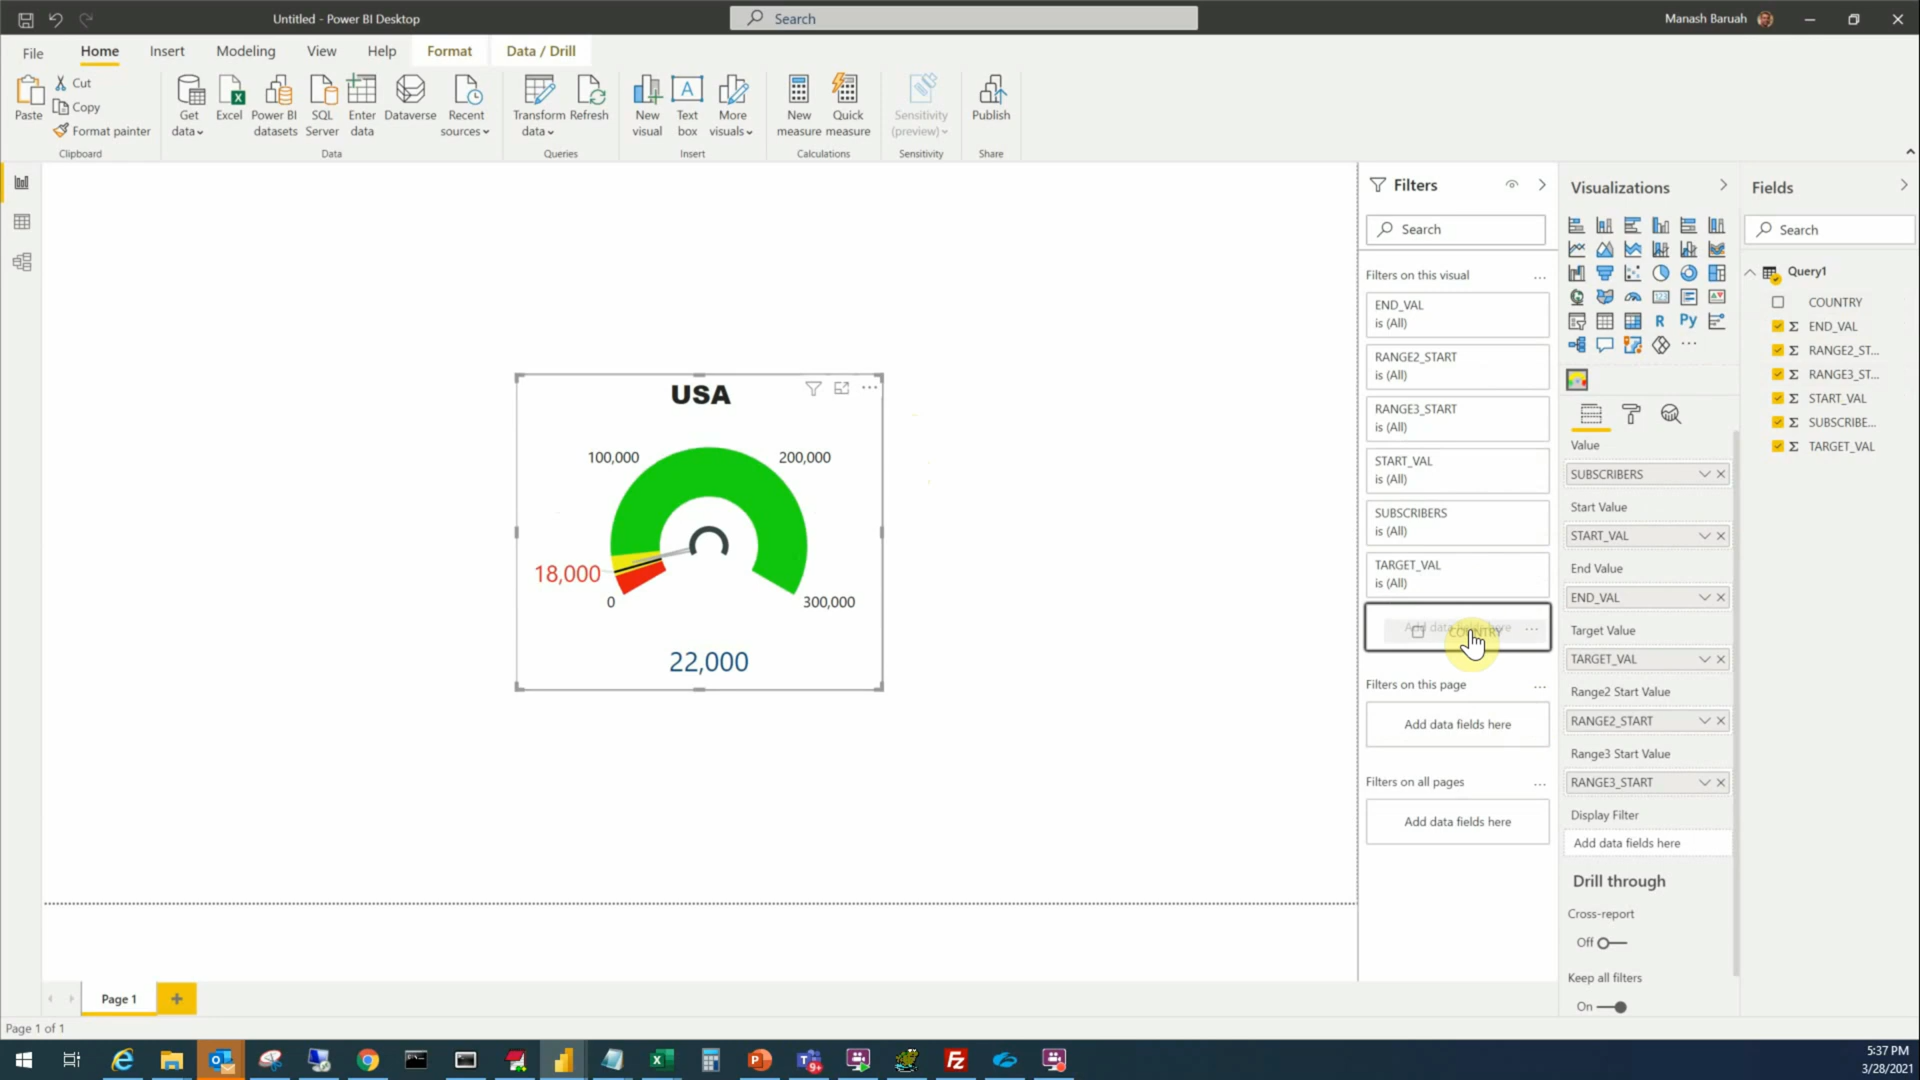 Untitled - Power BI Desktop
Search
Manash Baruah
File
Home
Insert
Modeling
View
Help
Format
Data / Drill
Paste
Cut
Copy
Format painter
Clipboard
Get data
Excel
Power BI datasets
SQL Server
Enter data
Dataverse
Recent sources
Data
Transform data
Refresh
Queries
New visual
Text box
More visuals
Insert
New measure
Quick measure
Calculations
Sensitivity (preview)
Sensitivity
Publish
Share
USA
100,000
200,000
18,000
0
300,000
22,000
Filters
Search
Filters on this visual
END_VAL
is (All)
RANGE2_START
is (All)
RANGE3_START
is (All)
START_VAL
is (All)
SUBSCRIBERS
is (All)
TARGET_VAL
is (All)
Add data fields here
COUNTRY
Filters on this page
Add data fields here
Filters on all pages
Add data fields here
Visualizations
R
Py
Value
SUBSCRIBERS
Start Value
START_VAL
End Value
END_VAL
Target Value
TARGET_VAL
Range2 Start Value
RANGE2_START
Range3 Start Value
RANGE3_START
Display Filter
Add data fields here
Drill through
Cross-report
Off
Keep all filters
On
Fields
Search
Query1
COUNTRY
END_VAL
RANGE2_ST...
RANGE3_ST...
START_VAL
SUBSCRIBE...
TARGET_VAL
Page 1
Page 1 of 1
5:37 PM
3/28/2021